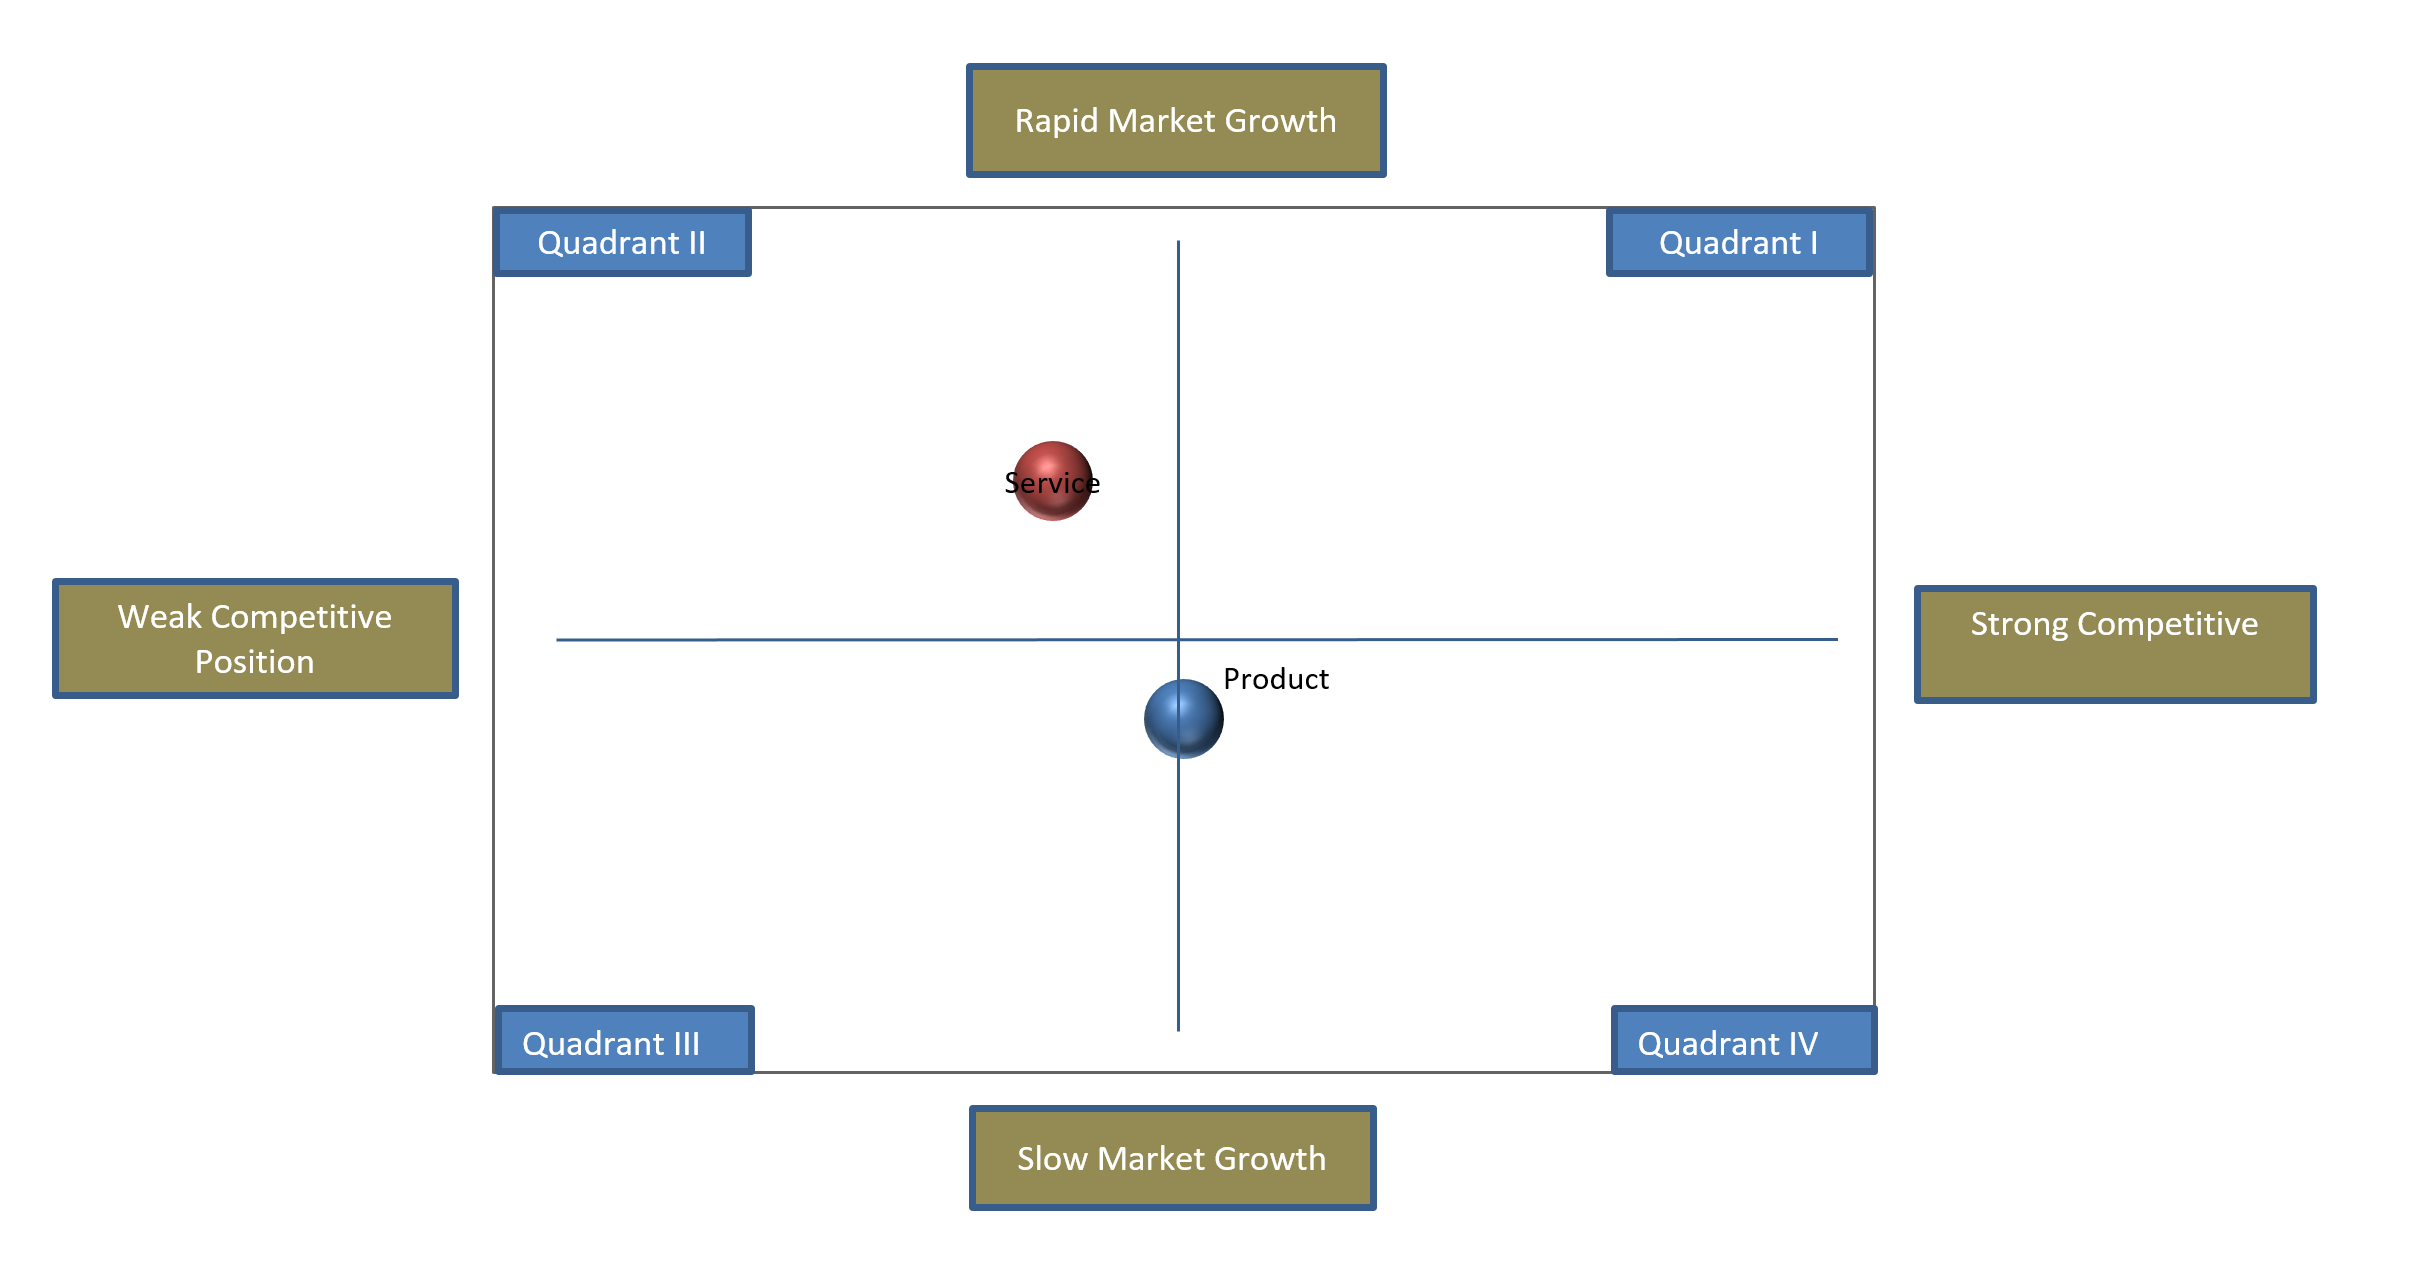 Rapid Market Growth
Quadrant II
Quadrant I
Service
Weak Competitive
Position
Strong Competitive
Product
Quadrant III
Quadrant IV
Slow Market Growth